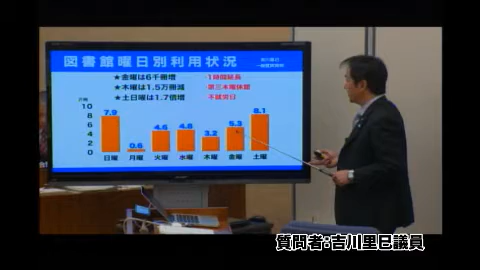 図書館曜日別利用状況
★金曜は6千冊増
1時間延長
★木曜は1.5万冊減
第三木曜休館
★土日曜は1.7倍増
万冊
10
8
6
4
2
0
7.9
0.6
4.6
4.8
3.2
5.3
8.1
日曜
月曜
火曜
水曜
木曜
金曜
土曜
質問者:吉川里巳議員